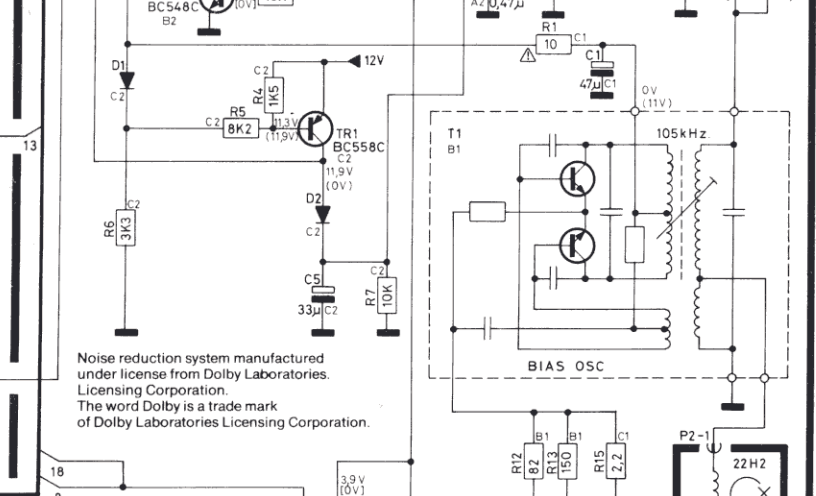 BC548C
[0V]
B2
A2
0,47µ
R1
10
C1
C1
47µ
C1
12V
D1
C2
C2
R4
1K5
R5
C2
8K2
11,3V
(11,9V)
TR1
BC558C
C2
11,9V
(0V)
0V
(11V)
T1
B1
105kHz.
13
D2
C2
C2
R6
3K3
C5
33µ
C2
C2
R7
10K
BIAS OSC
Noise reduction system manufactured
under license from Dolby Laboratories.
Licensing Corporation.
The word Dolby is a trade mark
of Dolby Laboratories Licensing Corporation.
B1
R12
82
B1
R13
150
C1
R15
2,2
P2-1
22H2
18
3,9V
[0V]